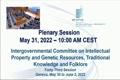 Plenary Session
May 31, 2022 – 10:00 AM CEST
Intergovernmental Committee on Intellectual
Property and Genetic Resources, Traditional
Knowledge and Folklore
Forty-Third Session
Geneva, May 30 to June 3, 2022